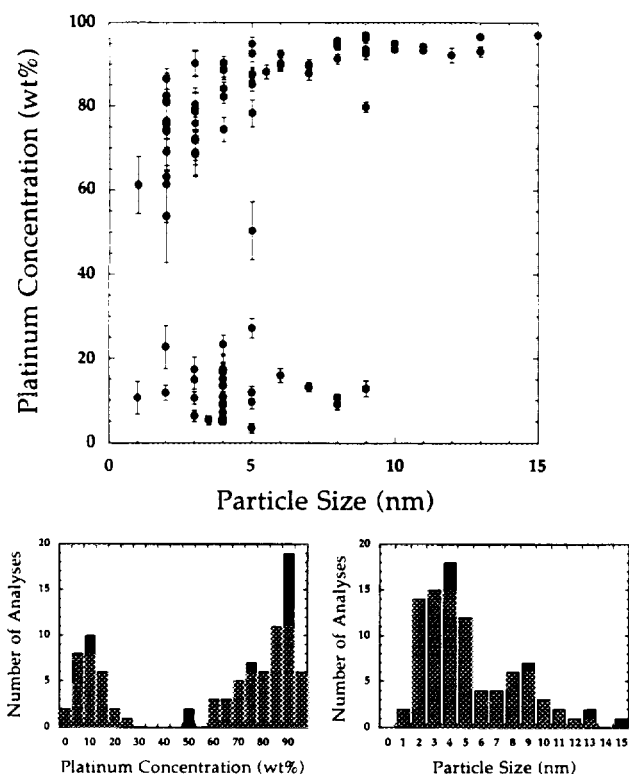 100
80
60
40
20
0
Platinum Concentration (wt%)
0 5 10 15
Particle Size (nm)
20
15
10
5
0
Number of Analyses
0 10 20 30 40 50 60 70 80 90
Platinum Concentration (wt%)
20
15
10
5
0
Number of Analyses
0 1 2 3 4 5 6 7 8 9 10 11 12 13 14 15
Particle Size (nm)